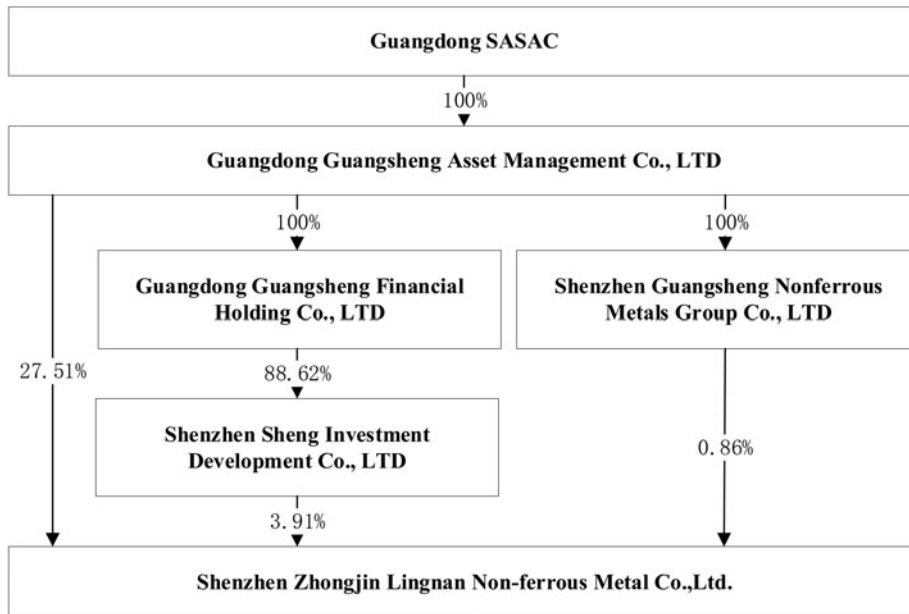 Guangdong SASAC
100%
Guangdong Guangsheng Asset Management Co., LTD
100%
100%
Guangdong Guangsheng Financial
Holding Co., LTD
Shenzhen Guangsheng Nonferrous
Metals Group Co., LTD
27.51%
88.62%
Shenzhen Sheng Investment
Development Co., LTD
0.86%
3.91%
Shenzhen Zhongjin Lingnan Non-ferrous Metal Co.,Ltd.